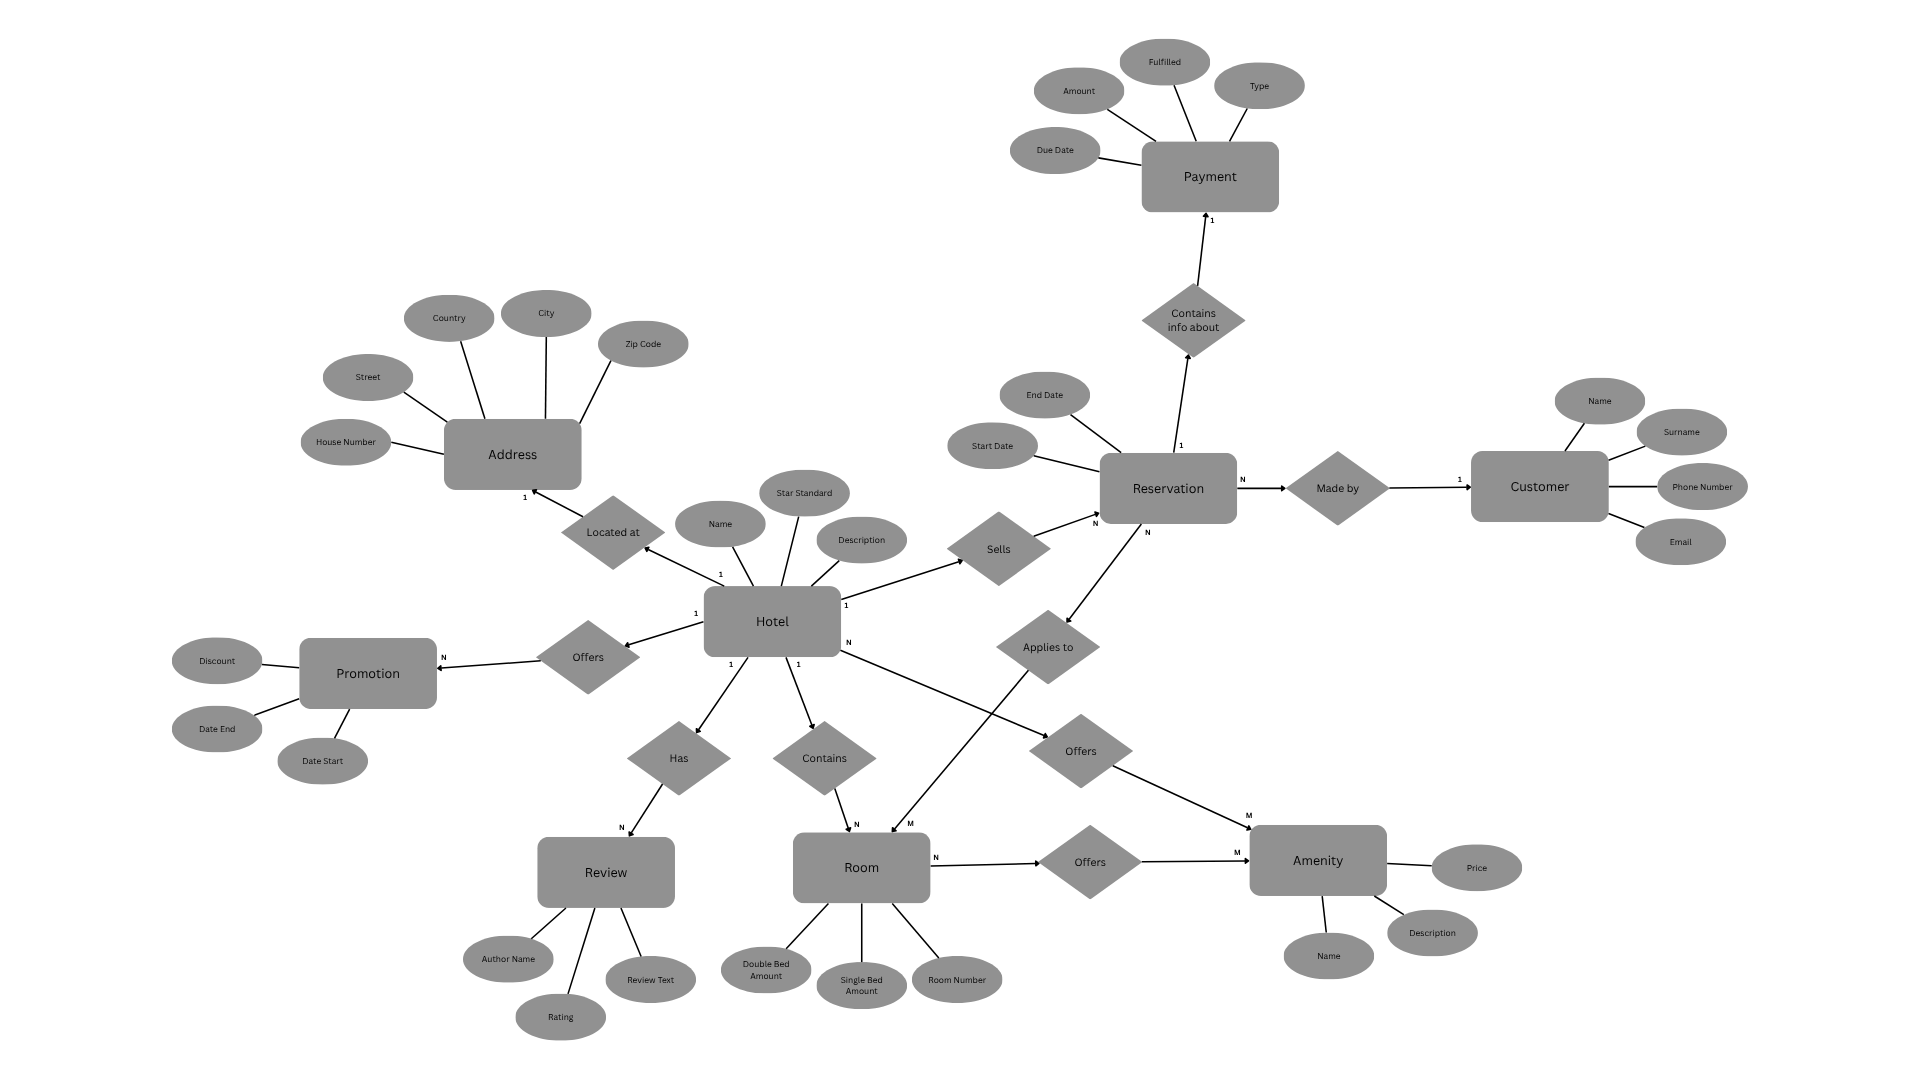 Fulfilled
Type
Amount
Due Date
Payment
1
Contains
info about
Country
City
Zip Code
Street
House Number
Address
1
End Date
Start Date
1
Reservation
N
Made by
1
Customer
Name
Surname
Phone Number
Email
Star Standard
Name
Description
Located at
1
Sells
N
N
1
Hotel
1
N
Offers
N
Promotion
Discount
Date End
Date Start
Applies to
1
1
Has
Contains
Offers
M
N
N
M
Review
Room
N
Offers
M
Amenity
Price
Description
Name
Author Name
Review Text
Rating
Double Bed
Amount
Single Bed
Amount
Room Number